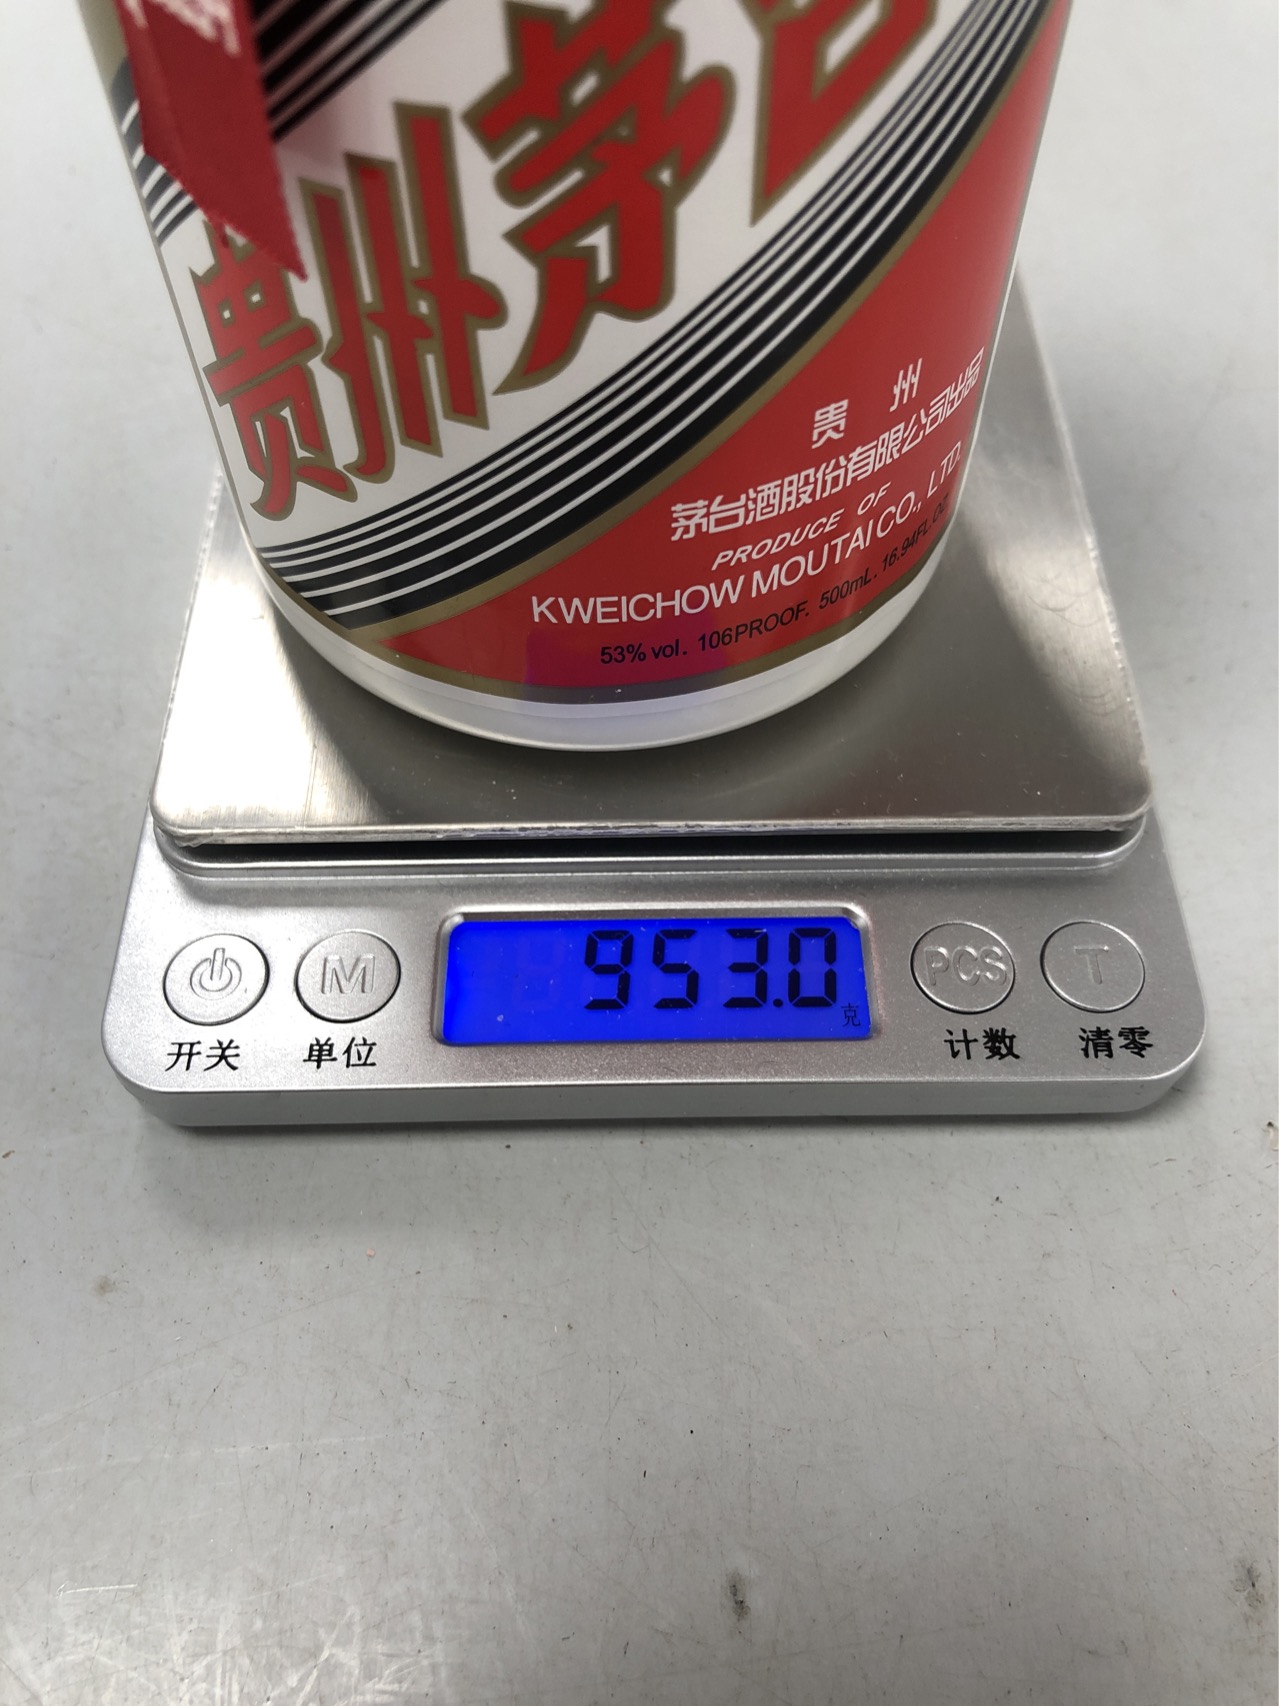 贵州茅台
贵州
茅台酒股份有限公司出品
PRODUCE OF
KWEICHOW MOUTAI CO., LTD.
53% vol. 106PROOF. 500mL. 16.94FL.OZ
953.0
克
M
PCS
T
开关
单位
计数
清零